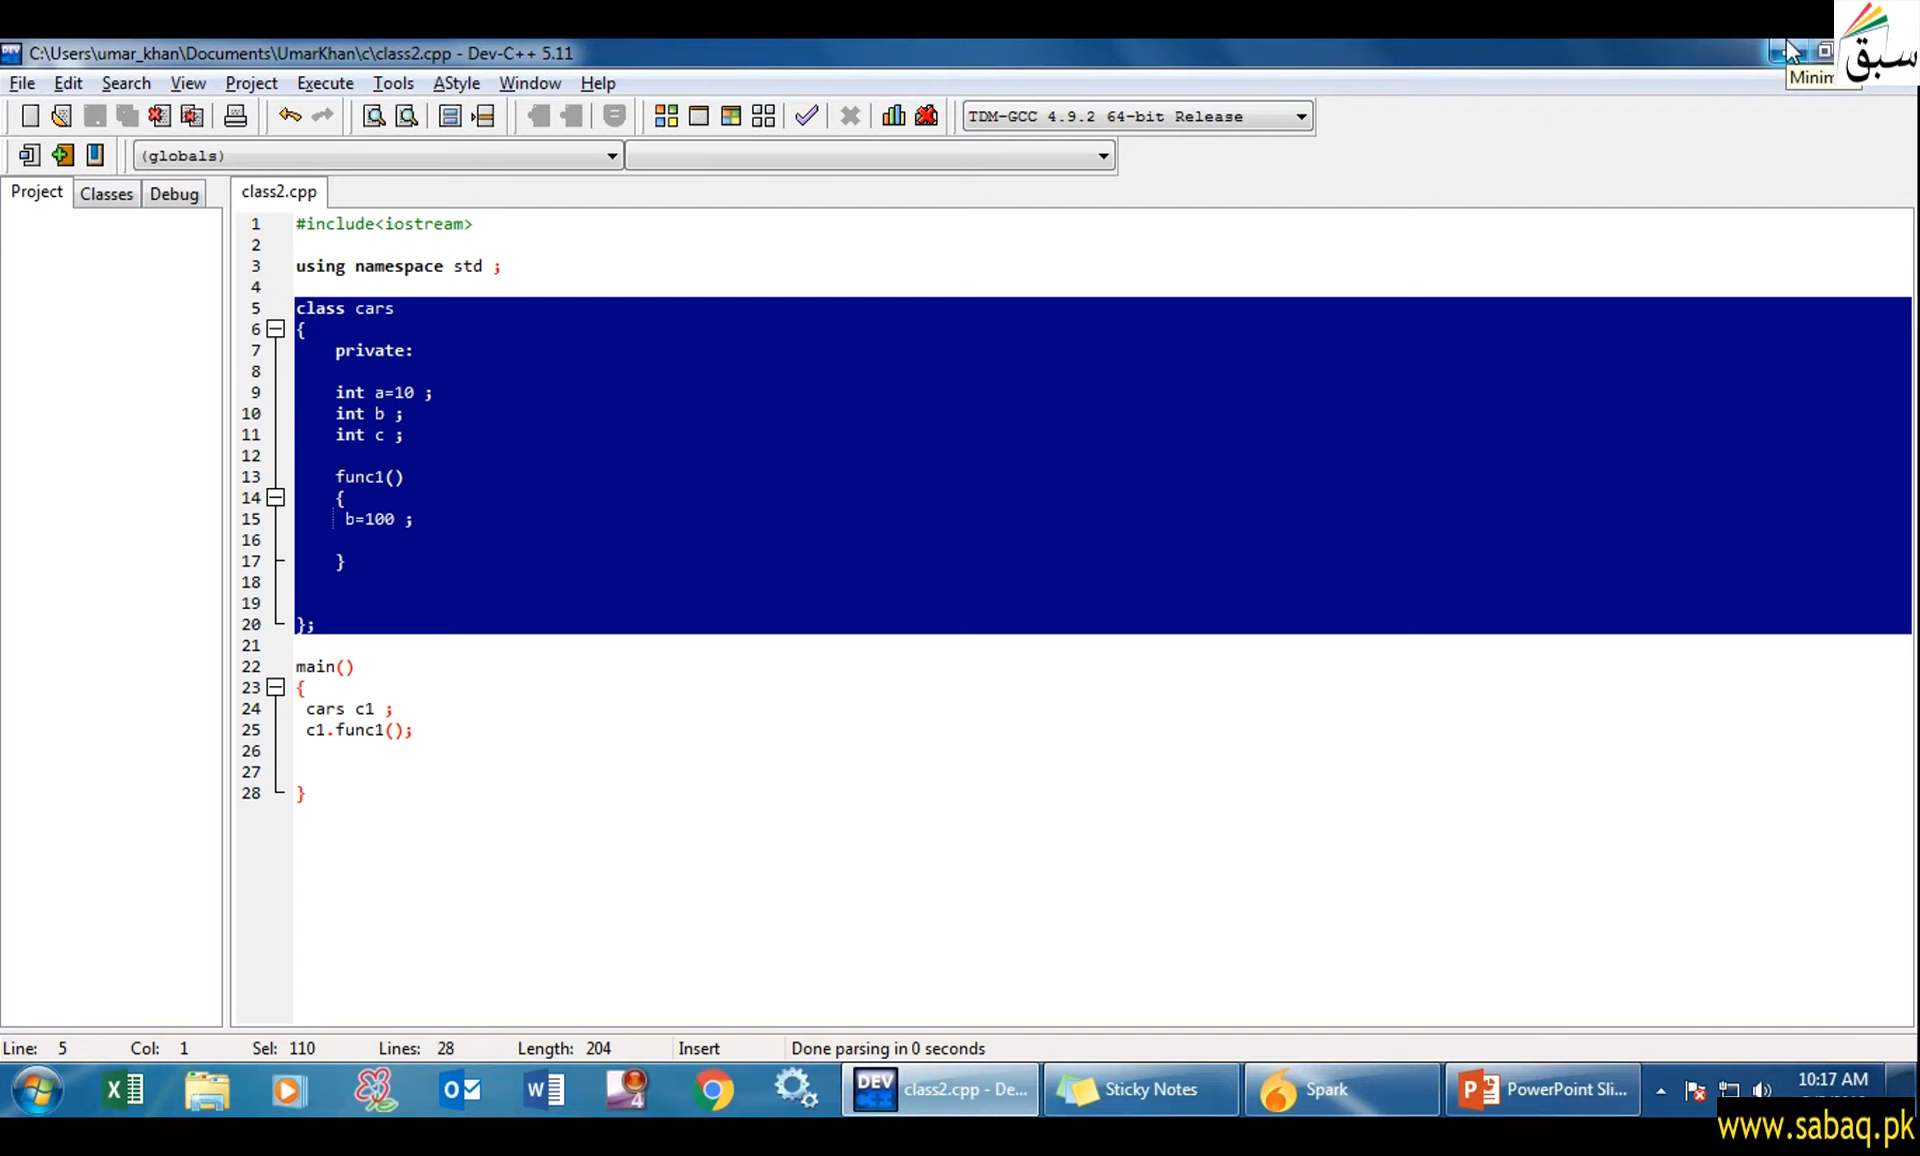 سبق
C:\Users\umar_khan\Documents\UmarKhan\c\class2.cpp - Dev-C++ 5.11
File Edit Search View Project Execute Tools AStyle Window Help
TDM-GCC 4.9.2 64-bit Release
(globals)
Project Classes Debug class2.cpp
1 #include<iostream>
2
3 using namespace std ;
4
5 class cars
6 {
7 private:
8
9 int a=10 ;
10 int b ;
11 int c ;
12
13 func1()
14 {
15 b=100 ;
16
17 }
18
19
20 };
21
22 main()
23 {
24 cars c1 ;
25 c1.func1();
26
27
28 }
Line: 5 Col: 1 Sel: 110 Lines: 28 Length: 204 Insert Done parsing in 0 seconds
DEV class2.cpp - De... Sticky Notes Spark PowerPoint Sli... 10:17 AM
www.sabaq.pk